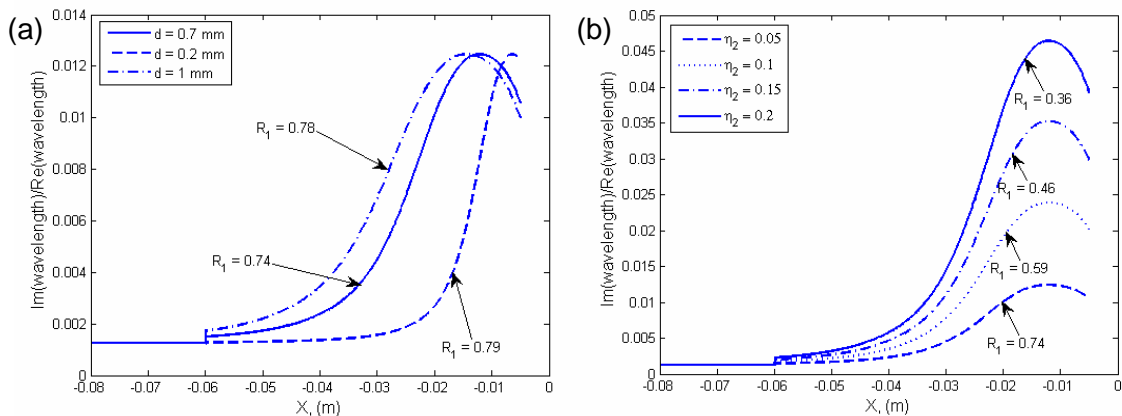 (a)
Im(wavelength)/Re(wavelength)
0.014
0.012
0.010
0.008
0.006
0.004
0.002
0
d = 0.7 mm
d = 0.2 mm
d = 1 mm
R1 = 0.78
R1 = 0.74
R1 = 0.79
-0.08
-0.07
-0.06
-0.05
-0.04
-0.03
-0.02
-0.01
0
X, (m)
(b)
Im(wavelength)/Re(wavelength)
0.05
0.045
0.04
0.035
0.03
0.025
0.02
0.015
0.01
0.005
0
η2 = 0.05
η2 = 0.1
η2 = 0.15
η2 = 0.2
R1 = 0.36
R1 = 0.46
R1 = 0.59
R1 = 0.74
-0.08
-0.07
-0.06
-0.05
-0.04
-0.03
-0.02
-0.01
0
X, (m)